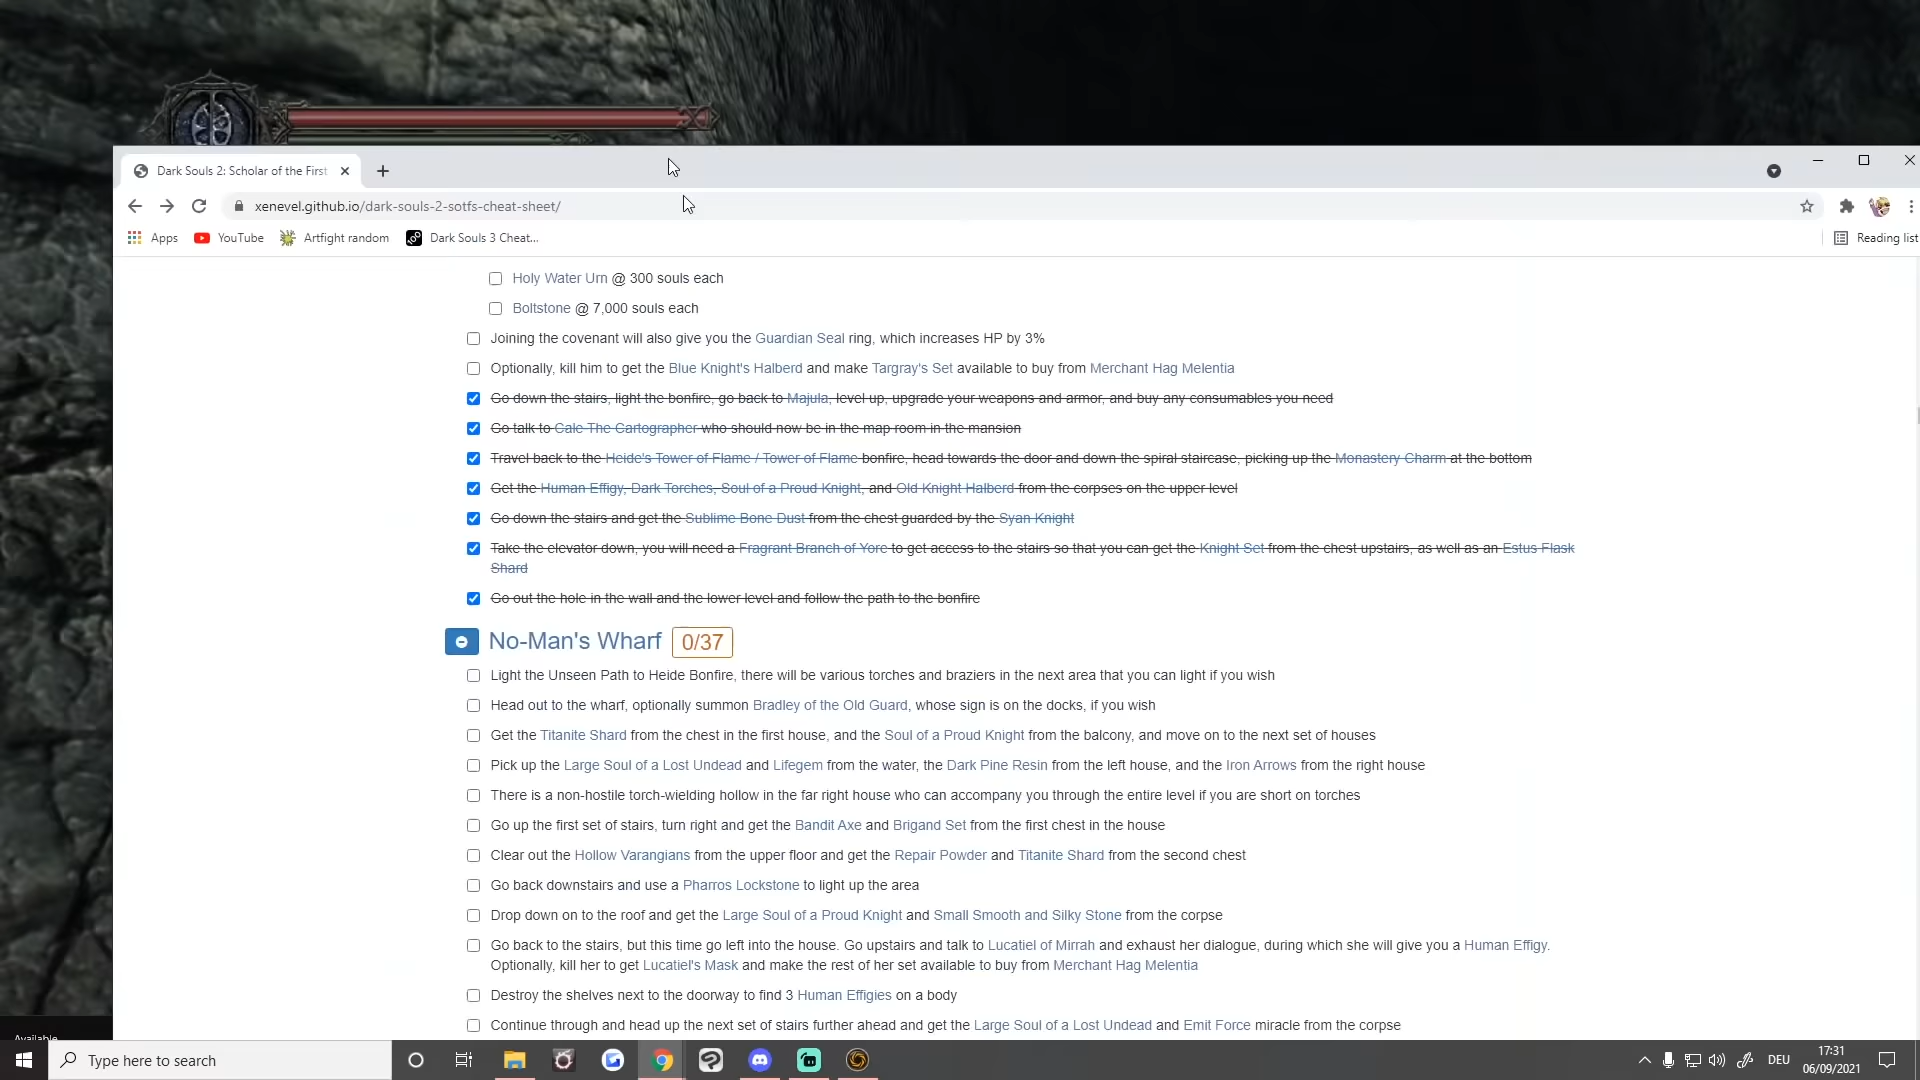 Dark Souls 2: Scholar of the First
xenevel.github.io/dark-souls-2-sotfs-cheat-sheet/
Apps YouTube Artfight random Dark Souls 3 Cheat... Reading list
Holy Water Urn @ 300 souls each
Boltstone @ 7,000 souls each
Joining the covenant will also give you the Guardian Seal ring, which increases HP by 3%
Optionally, kill him to get the Blue Knight's Halberd and make Targray's Set available to buy from Merchant Hag Melentia
Go down the stairs, light the bonfire, go back to Majula, level up, upgrade your weapons and armor, and buy any consumables you need
Go talk to Cale The Cartographer who should now be in the map room in the mansion
Travel back to the Heide's Tower of Flame / Tower of Flame bonfire, head towards the door and down the spiral staircase, picking up the Monastery Charm at the bottom
Get the Human Effigy, Dark Torches, Soul of a Proud Knight, and Old Knight Halberd from the corpses on the upper level
Go down the stairs and get the Sublime Bone Dust from the chest guarded by the Syan Knight
Take the elevator down, you will need a Fragrant Branch of Yore to get access to the stairs so that you can get the Knight Set from the chest upstairs, as well as an Estus Flask
Shard
Go out the hole in the wall and the lower level and follow the path to the bonfire
No-Man's Wharf 0/37
Light the Unseen Path to Heide Bonfire, there will be various torches and braziers in the next area that you can light if you wish
Head out to the wharf, optionally summon Bradley of the Old Guard, whose sign is on the docks, if you wish
Get the Titanite Shard from the chest in the first house, and the Soul of a Proud Knight from the balcony, and move on to the next set of houses
Pick up the Large Soul of a Lost Undead and Lifegem from the water, the Dark Pine Resin from the left house, and the Iron Arrows from the right house
There is a non-hostile torch-wielding hollow in the far right house who can accompany you through the entire level if you are short on torches
Go up the first set of stairs, turn right and get the Bandit Axe and Brigand Set from the first chest in the house
Clear out the Hollow Varangians from the upper floor and get the Repair Powder and Titanite Shard from the second chest
Go back downstairs and use a Pharros Lockstone to light up the area
Drop down on to the roof and get the Large Soul of a Proud Knight and Small Smooth and Silky Stone from the corpse
Go back to the stairs, but this time go left into the house. Go upstairs and talk to Lucatiel of Mirrah and exhaust her dialogue, during which she will give you a Human Effigy.
Optionally, kill her to get Lucatiel's Mask and make the rest of her set available to buy from Merchant Hag Melentia
Destroy the shelves next to the doorway to find 3 Human Effigies on a body
Continue through and head up the next set of stairs further ahead and get the Large Soul of a Lost Undead and Emit Force miracle from the corpse
Available
Type here to search
DEU
17:31
06/09/2021